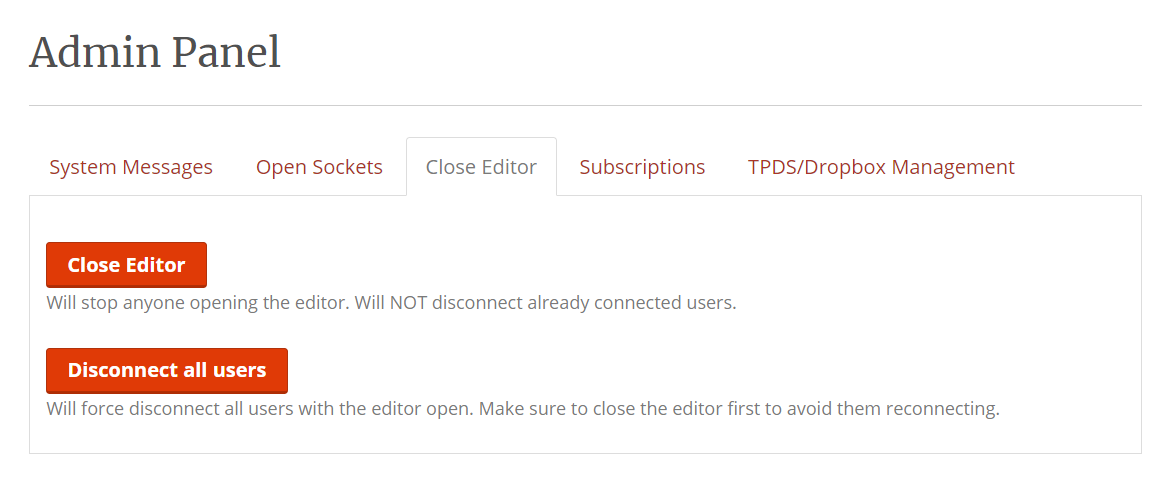 Admin Panel
System Messages Open Sockets Close Editor Subscriptions TPDS/Dropbox Management
Close Editor
Will stop anyone opening the editor. Will NOT disconnect already connected users.
Disconnect all users
Will force disconnect all users with the editor open. Make sure to close the editor first to avoid them reconnecting.